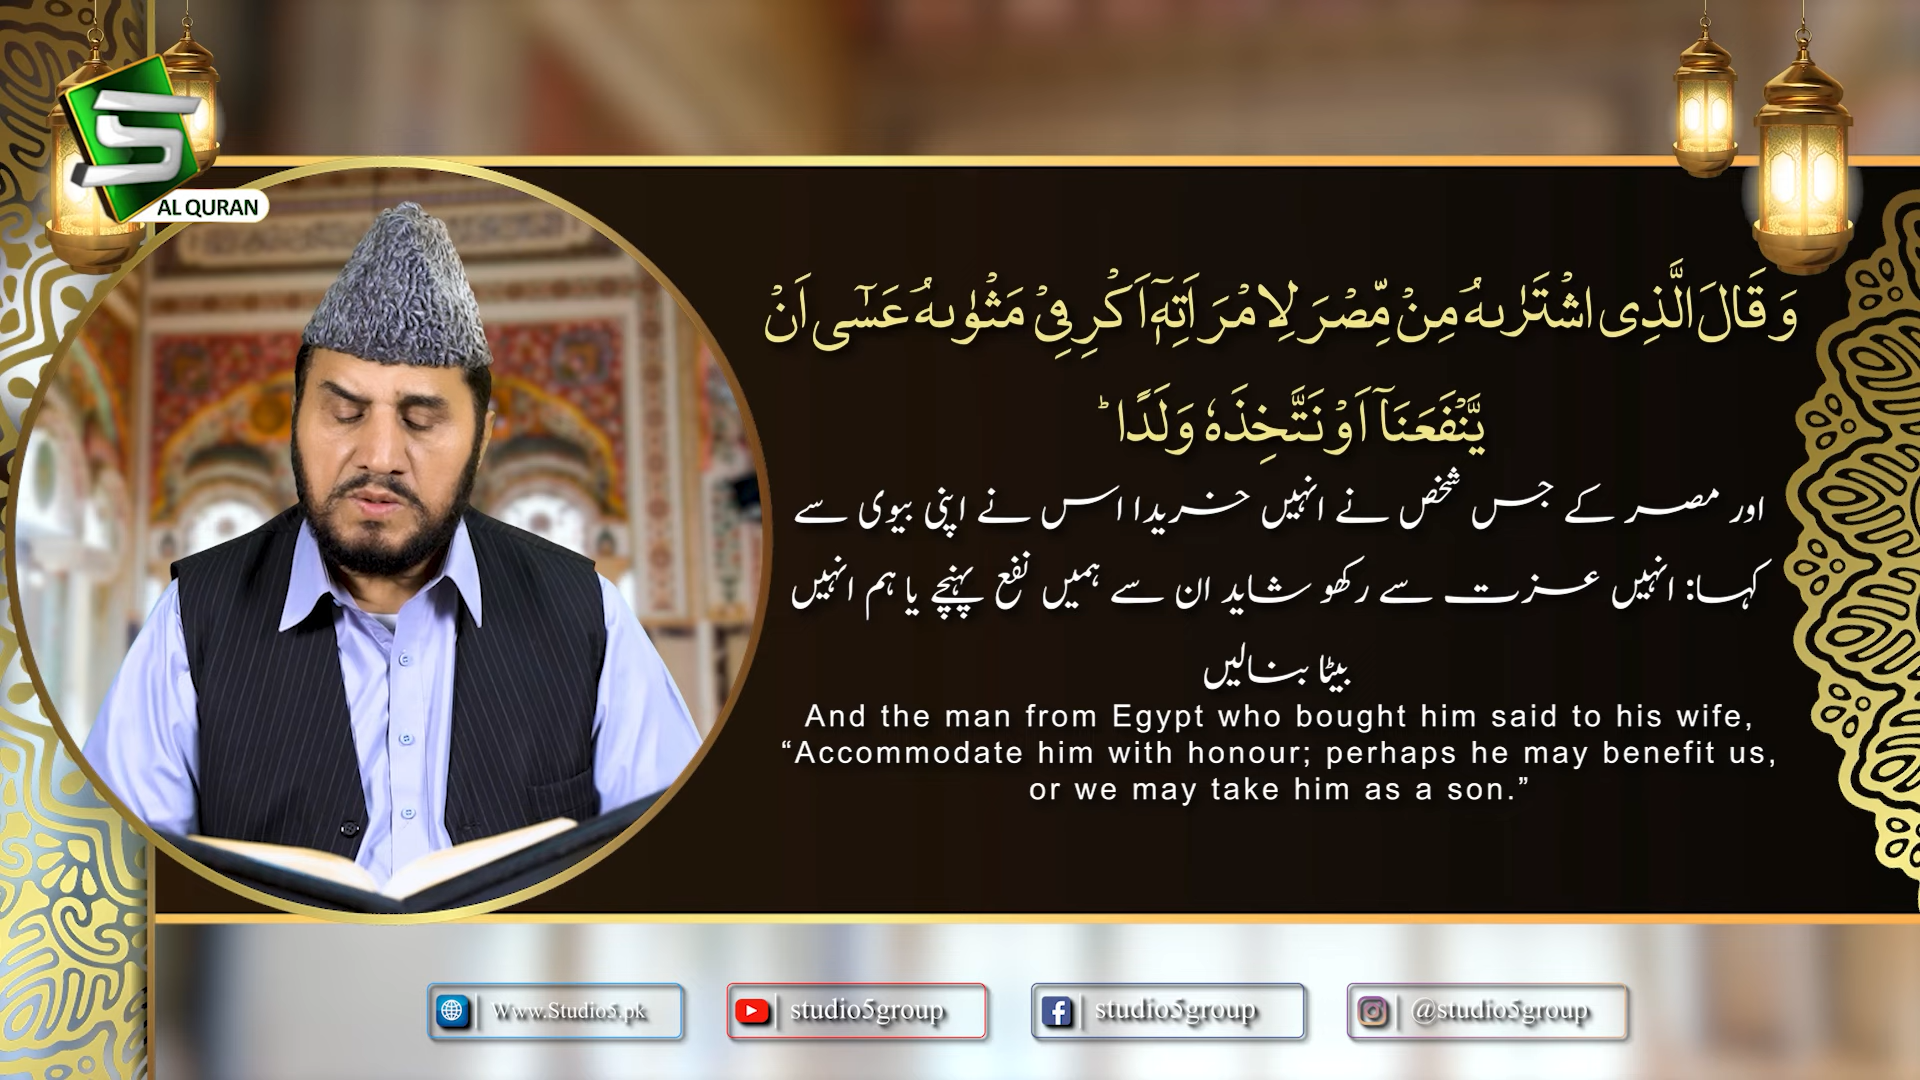 AL QURAN
وَ قَالَ الَّذِی اشْتَرٰىهُ مِنْ مِّصْرَ لِامْرَاَتِهٖۤ اَكْرِمِیْ مَثْوٰىهُ عَسٰۤى اَنْ
یَّنْفَعَنَاۤ اَوْ نَتَّخِذَهٗ وَلَدًاؕ
اور مصر کے جس شخص نے انہیں خریدا اس نے اپنی بیوی سے
کہا: انہیں عزت سے رکھو شاید ان سے ہمیں نفع پہنچے یا ہم انہیں
بیٹا بنالیں
And the man from Egypt who bought him said to his wife,
“Accommodate him with honour; perhaps he may benefit us,
or we may take him as a son.”
Www.Studio5.pk
studio5group
studio5group
@studio5group